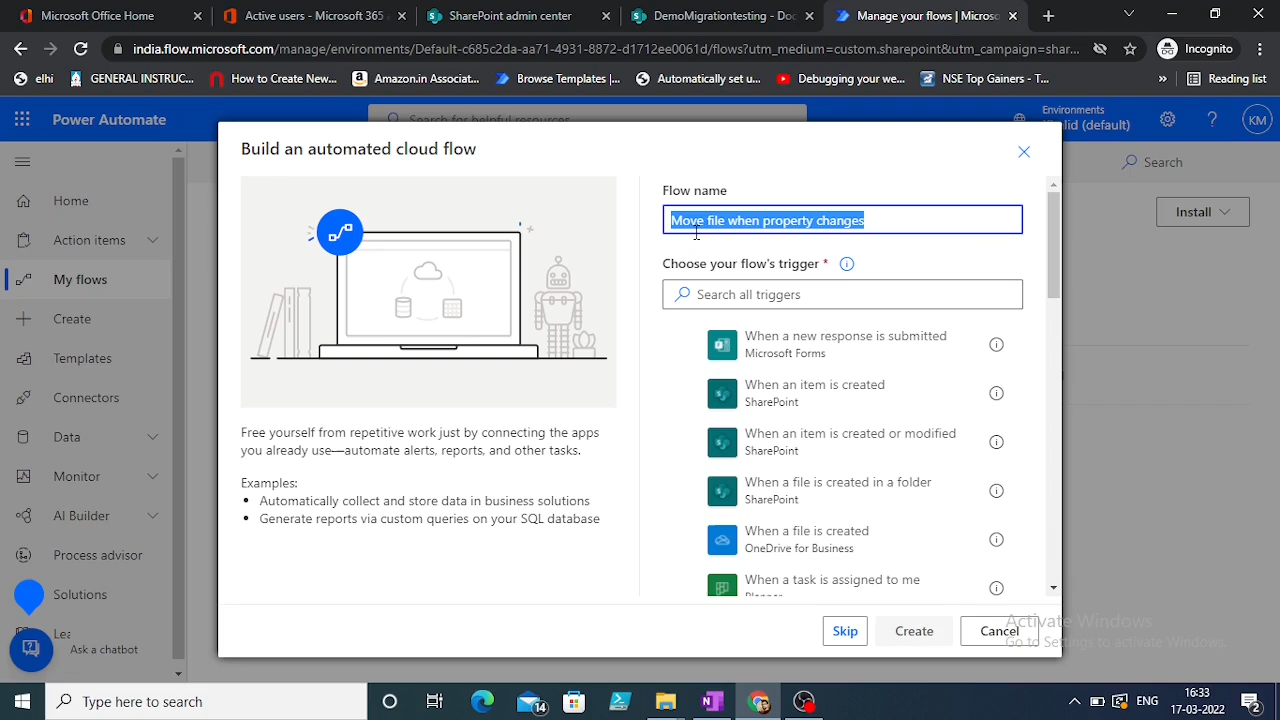 Microsoft Office Home
Active users - Microsoft 365
SharePoint admin center
DemoMigrationtesting - Doc
Manage your flows | Micros
india.flow.microsoft.com/manage/environments/Default-c685c2da-aa71-4931-8872-d1712ee0061d/flows?utm_medium=custom.sharepoint&utm_campaign=shar...
Incognito
elhi
GENERAL INSTRUC...
How to Create New...
Amazon.in Associat...
Browse Templates |...
Automatically set u...
Debugging your we...
NSE Top Gainers - T...
»
Reading list
Power Automate
Search for helpful resources
Environments
(default)
KM
Build an automated cloud flow
Search
Install
Home
Action items
My flows
Create
Templates
Connectors
Data
Monitor
AI Builder
Process advisor
Solutions
Ask a chatbot
Free yourself from repetitive work just by connecting the apps
you already use—automate alerts, reports, and other tasks.
Examples:
• Automatically collect and store data in business solutions
• Generate reports via custom queries on your SQL database
Flow name
Move file when property changes
Choose your flow's trigger *
Search all triggers
When a new response is submitted
Microsoft Forms
When an item is created
SharePoint
When an item is created or modified
SharePoint
When a file is created in a folder
SharePoint
When a file is created
OneDrive for Business
When a task is assigned to me
Planner
Skip
Create
Cancel
Activate Windows
Go to Settings to activate Windows.
Type here to search
14
ENG
16:33
17-03-2022
2